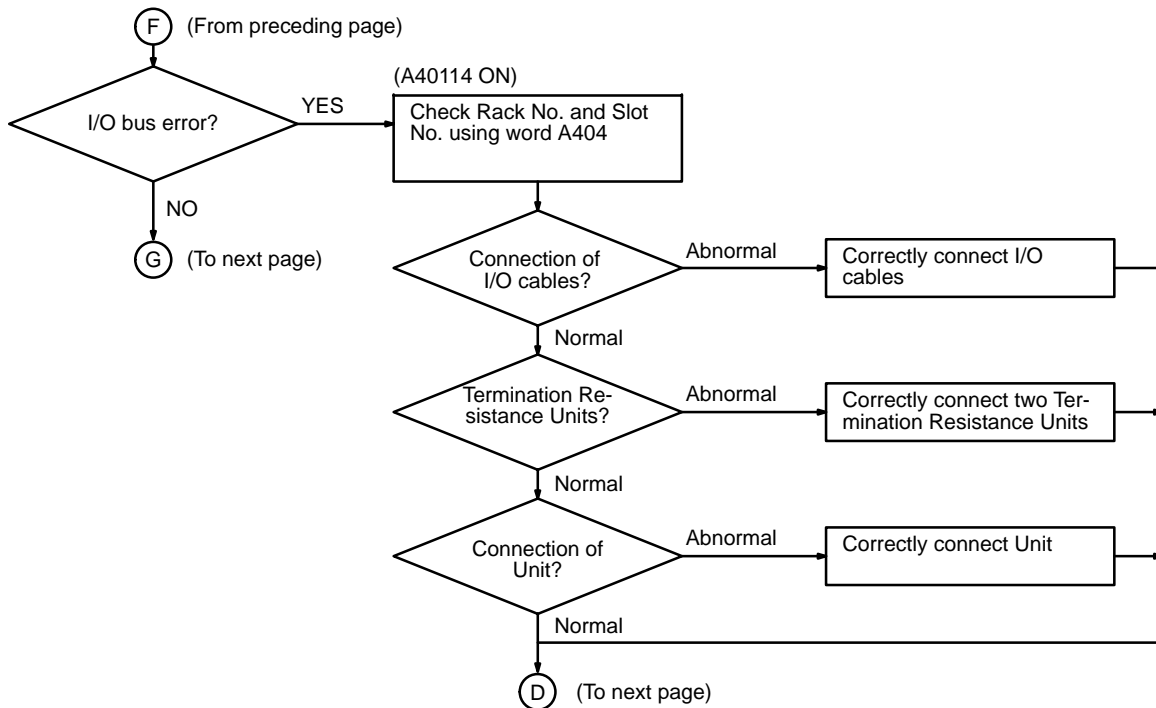 F (From preceding page)
I/O bus error?
YES
(A40114 ON)
Check Rack No. and Slot
No. using word A404
NO
G (To next page)
Connection of
I/O cables?
Abnormal
Correctly connect I/O
cables
Normal
Termination Re-
sistance Units?
Abnormal
Correctly connect two Ter-
mination Resistance Units
Normal
Connection of
Unit?
Abnormal
Correctly connect Unit
Normal
D (To next page)